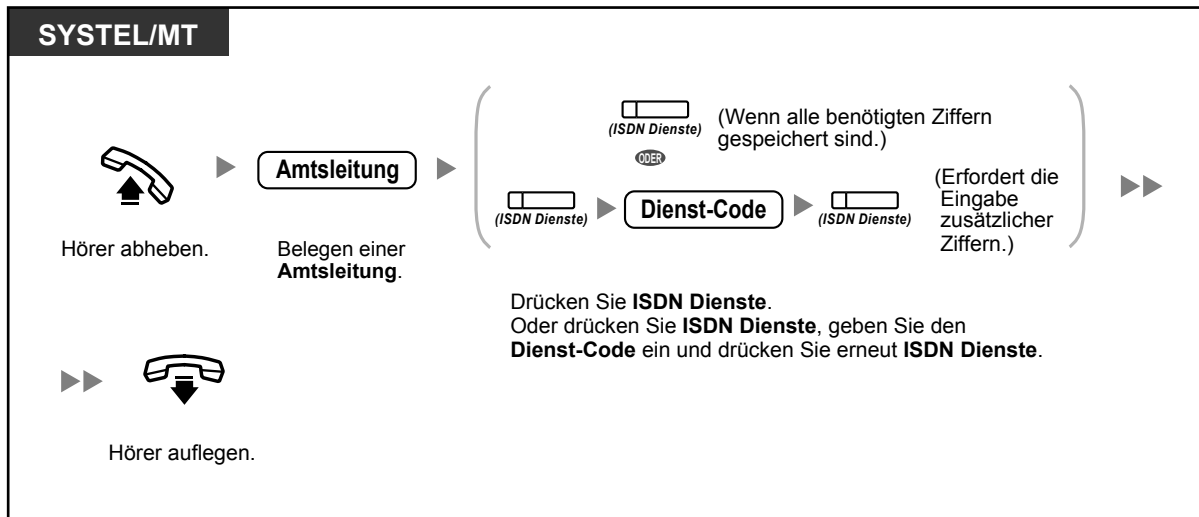 SYSTEL/MT
(ISDN Dienste)
(Wenn alle benötigten Ziffern
gespeichert sind.)
ODER
Amtsleitung
(ISDN Dienste)
Dienst-Code
(ISDN Dienste)
(Erfordert die
Eingabe
zusätzlicher
Ziffern.)
Hörer abheben.
Belegen einer
Amtsleitung.
Drücken Sie ISDN Dienste.
Oder drücken Sie ISDN Dienste, geben Sie den
Dienst-Code ein und drücken Sie erneut ISDN Dienste.
Hörer auflegen.